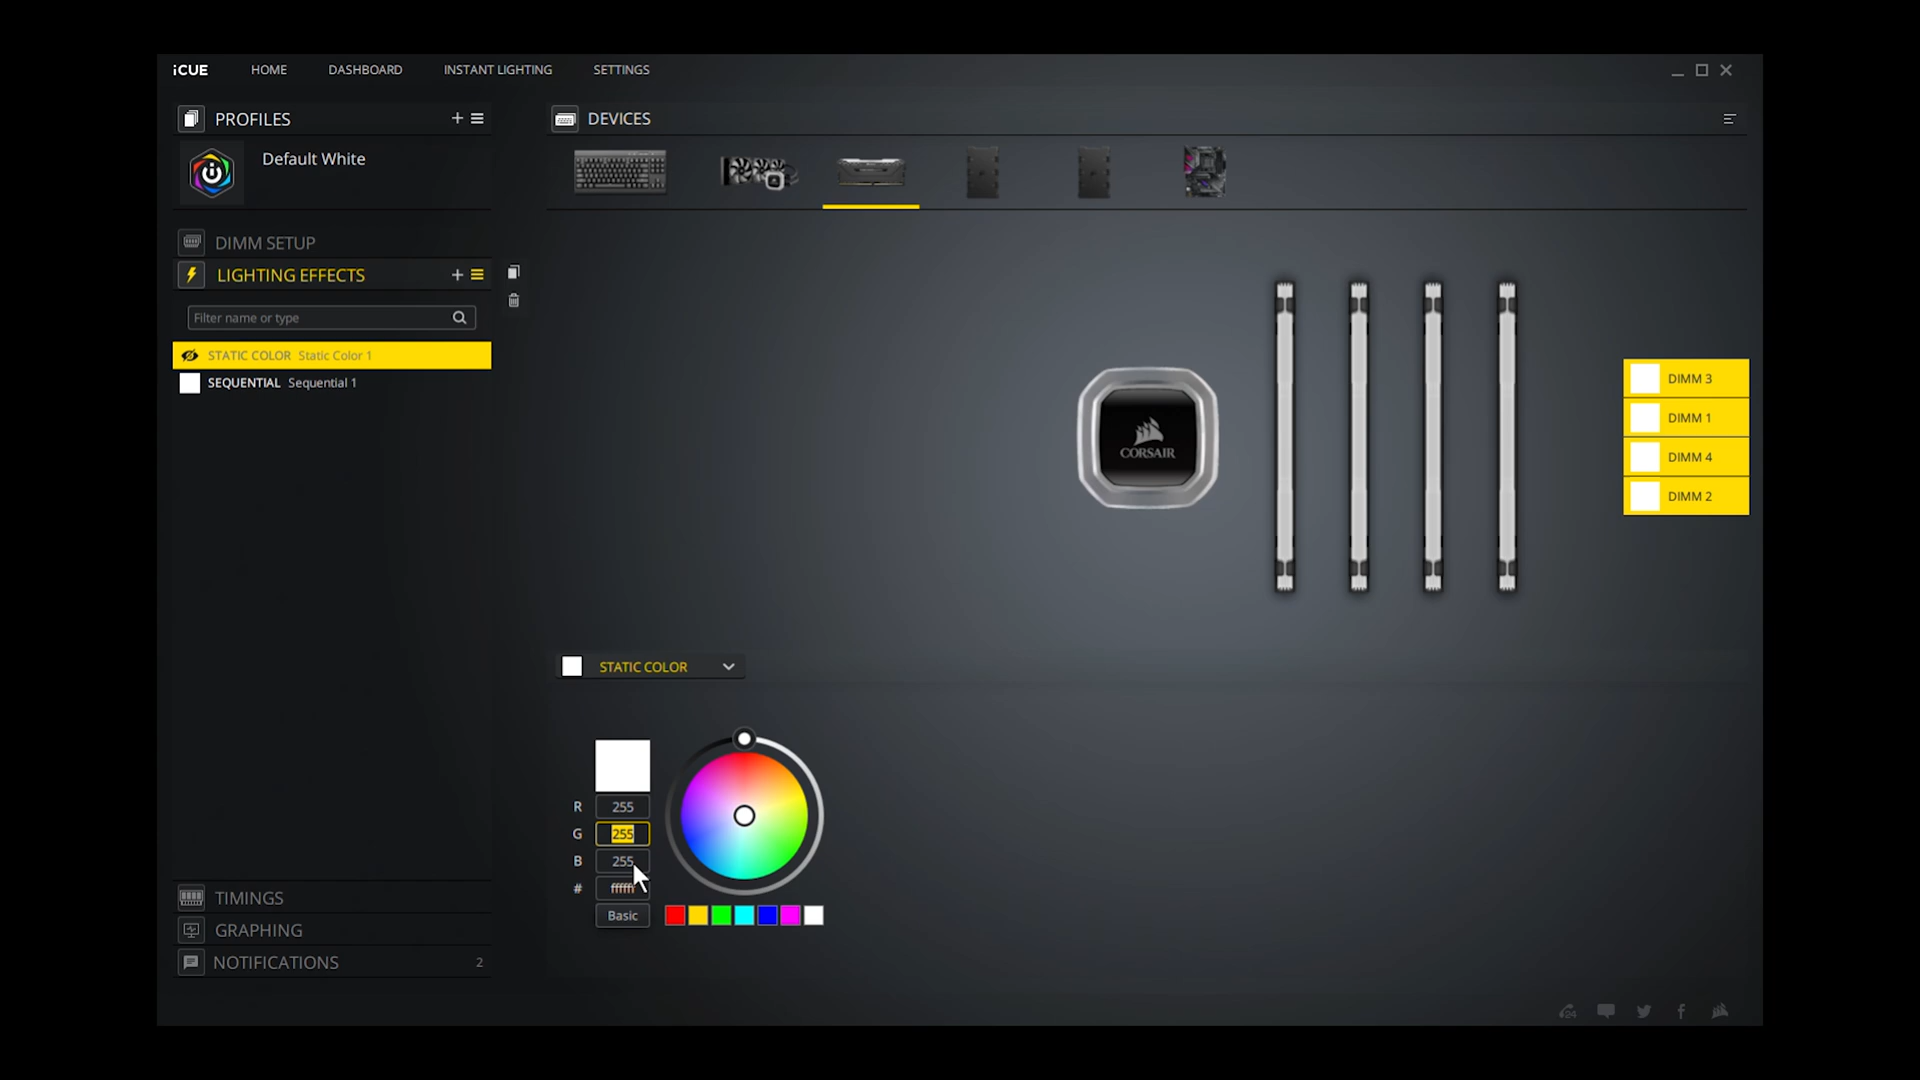 iCUE HOME DASHBOARD INSTANT LIGHTING SETTINGS
PROFILES
Default White
DIMM SETUP
LIGHTING EFFECTS
Filter name or type
STATIC COLOR Static Color 1
SEQUENTIAL Sequential 1
TIMINGS
GRAPHING
NOTIFICATIONS 2
DEVICES
CORSAIR
DIMM 3
DIMM 1
DIMM 4
DIMM 2
STATIC COLOR
R 255
G 255
B 255
# ffffff
Basic
24